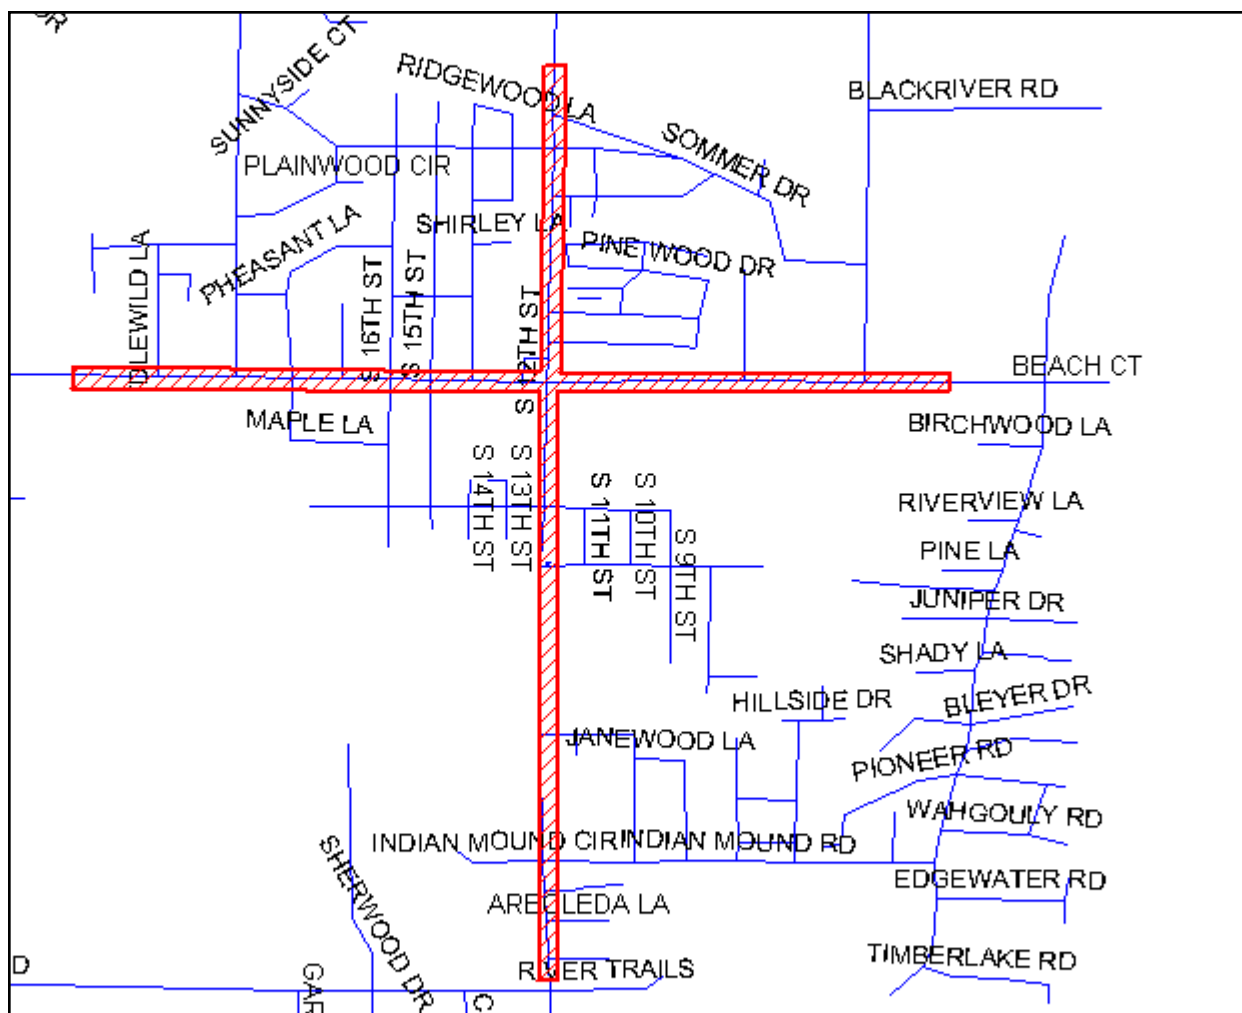 SUNNYSIDE CT
RIDGEWOOD LA
BLACKRIVER RD
SOMMER DR
PLAINWOOD CIR
SHIRLEY LA
PHEASANT LA
PINE WOOD DR
IDLEWILD LA
S 16TH ST
S 15TH ST
S 12TH ST
BEACH CT
MAPLE LA
BIRCHWOOD LA
S 14TH ST
S 13TH ST
S 11TH ST
S 10TH ST
S 9TH ST
RIVERVIEW LA
PINE LA
JUNIPER DR
SHADY LA
HILLSIDE DR
BLEYER DR
JANEWOOD LA
PIONEER RD
WAHGOULY RD
INDIAN MOUND CIR
INDIAN MOUND RD
SHERWOOD DR
EDGEWATER RD
TIMBERLAKE RD
RIVER TRAILS
D
GAR
C